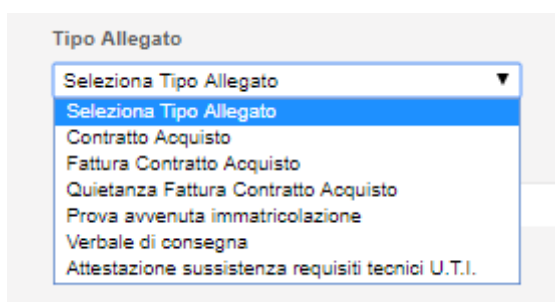 Tipo Allegato
Seleziona Tipo Allegato
Seleziona Tipo Allegato
Contratto Acquisto
Fattura Contratto Acquisto
Quietanza Fattura Contratto Acquisto
Prova avvenuta immatricolazione
Verbale di consegna
Attestazione sussistenza requisiti tecnici U.T.I.